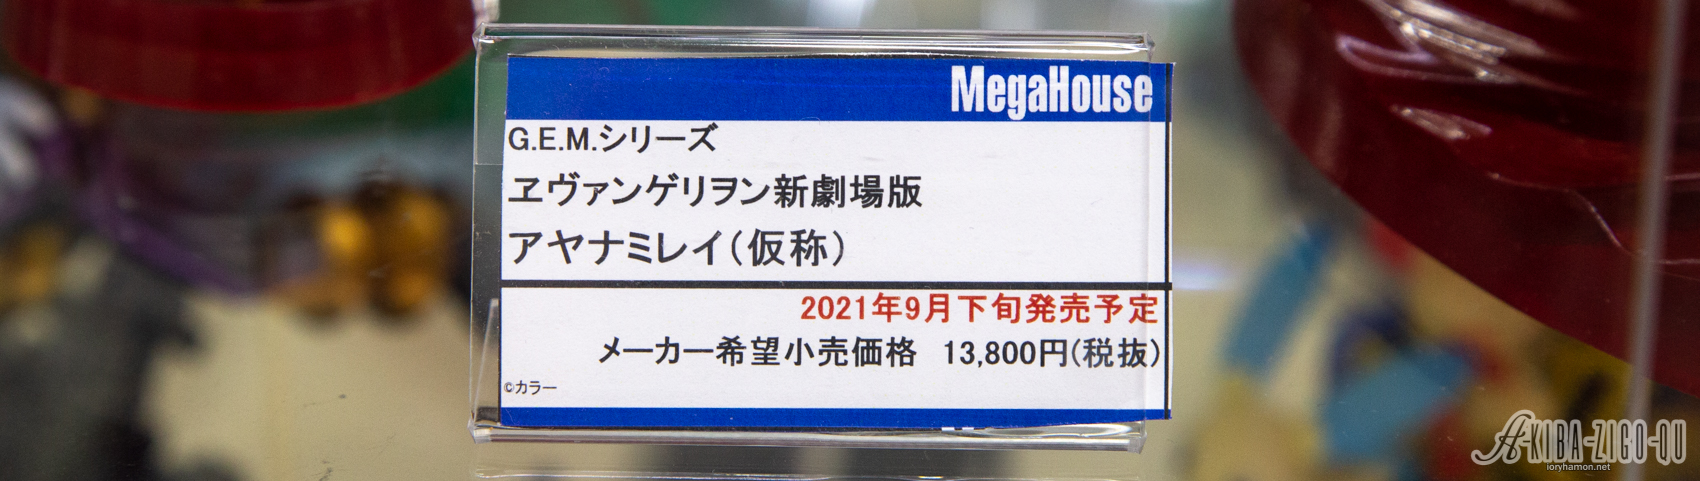 MegaHouse
G.E.M.シリーズ
ヱヴァンゲリヲン新劇場版
アヤナミレイ(仮称)
2021年9月下旬発売予定
メーカー希望小売価格 13,800円(税抜)
©カラー
AKIBA-ZIGO-QU
ioryhamon.net